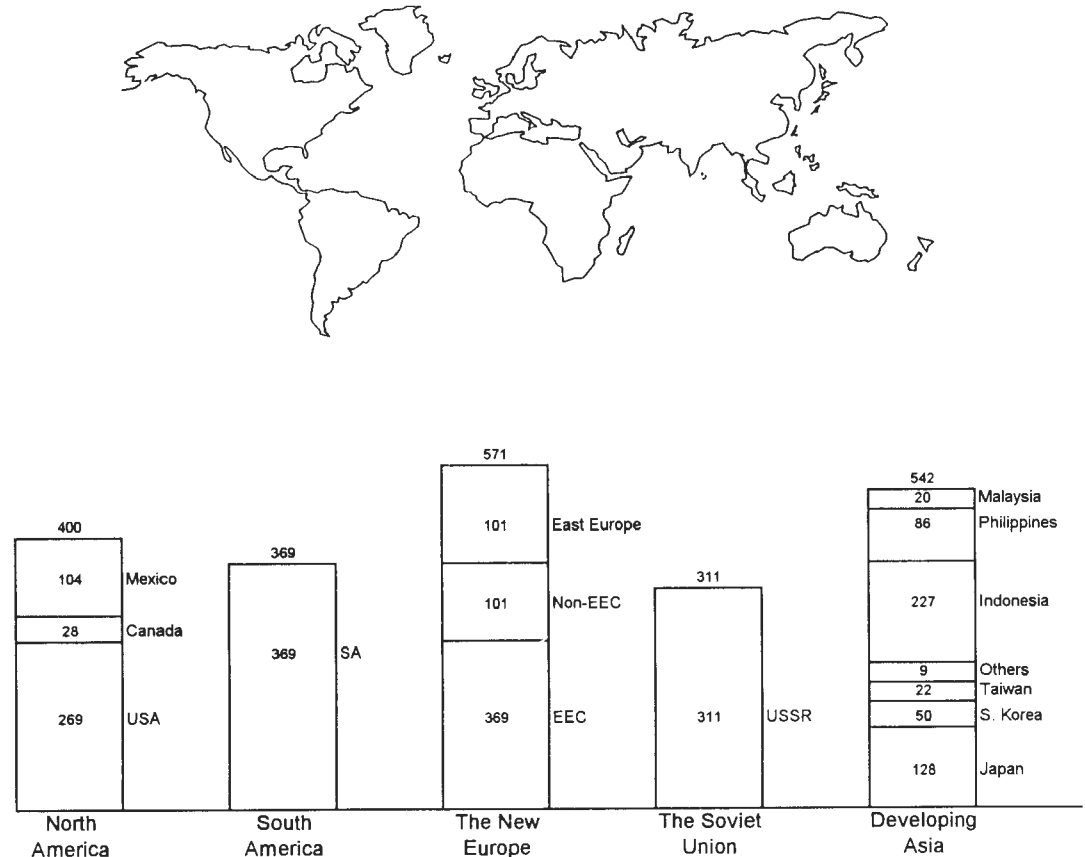 571
542
20 Malaysia
400
101 East Europe
86 Philippines
369
311
104 Mexico
101 Non-EEC
227 Indonesia
28 Canada
369 SA
9 Others
22 Taiwan
269 USA
369 EEC
311 USSR
50 S. Korea
128 Japan
North America
South America
The New Europe
The Soviet Union
Developing Asia